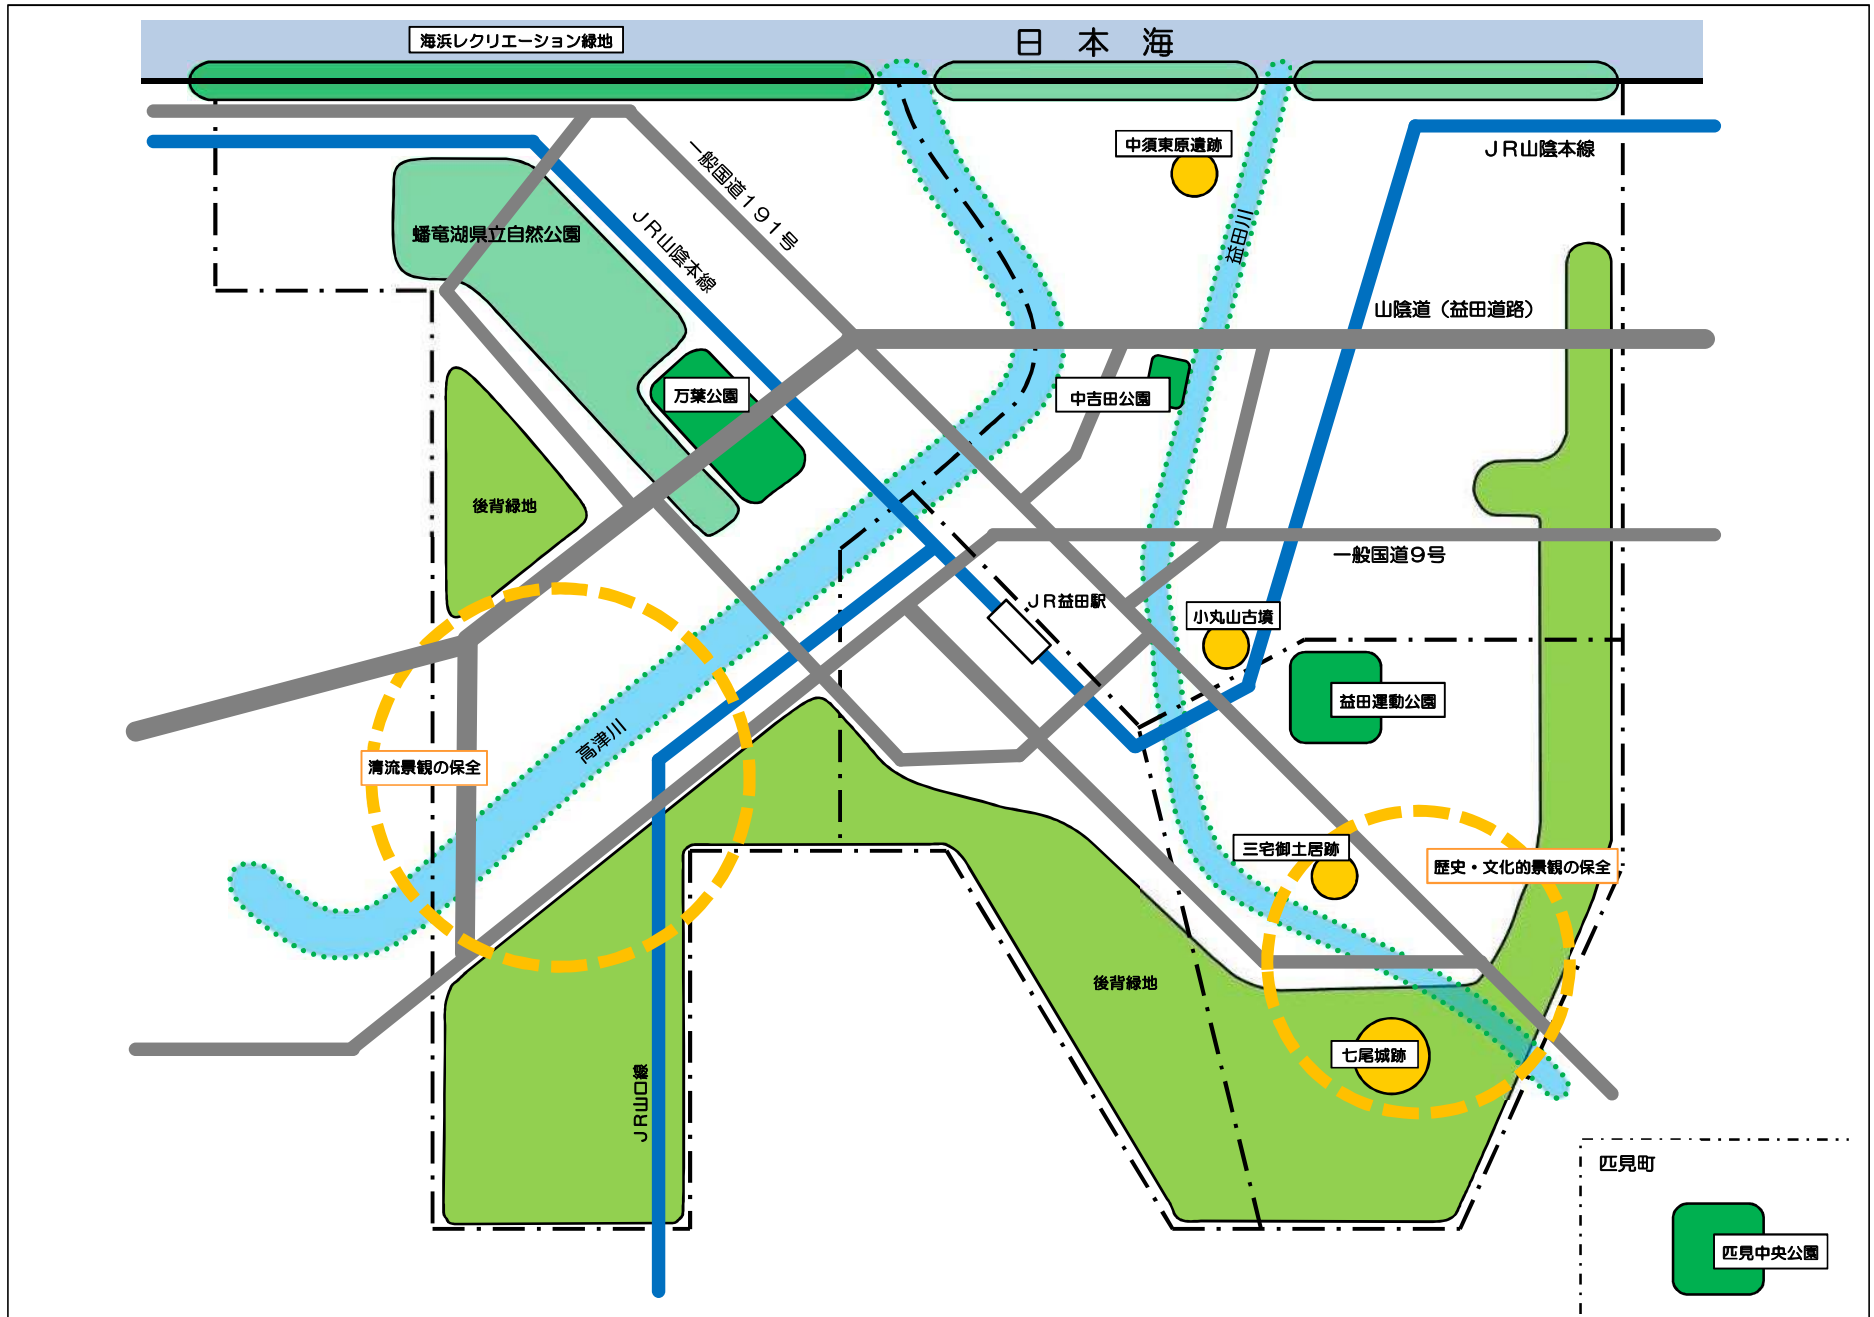 海浜レクリエーション緑地
日本海
中須東原遺跡
JR山陰本線
一般国道191号
益田川
蟠竜湖県立自然公園
JR山陰本線
山陰道（益田道路）
万葉公園
中吉田公園
後背緑地
一般国道9号
JR益田駅
小丸山古墳
益田運動公園
高津川
清流景観の保全
三宅御土居跡
歴史・文化的景観の保全
後背緑地
七尾城跡
JR山口線
匹見町
匹見中央公園